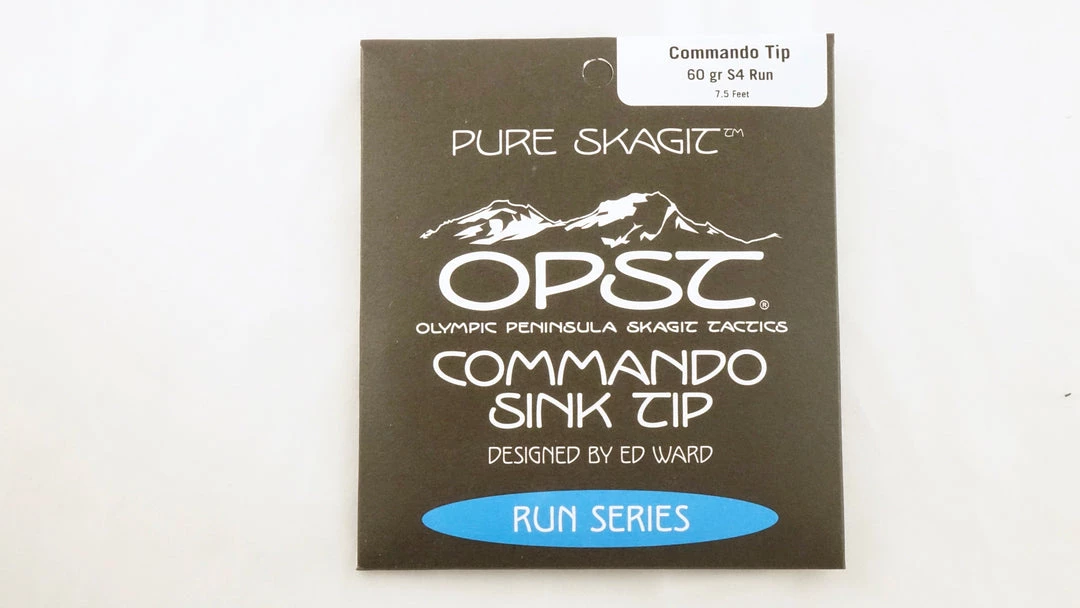 Commando Tip
60 gr S4 Run
7.5 Feet
PURE SKAGIT™
OPST®
OLYMPIC PENINSULA SKAGIT TACTICS
COMMANDO
SINK TIP
DESIGNED BY ED WARD
RUN SERIES